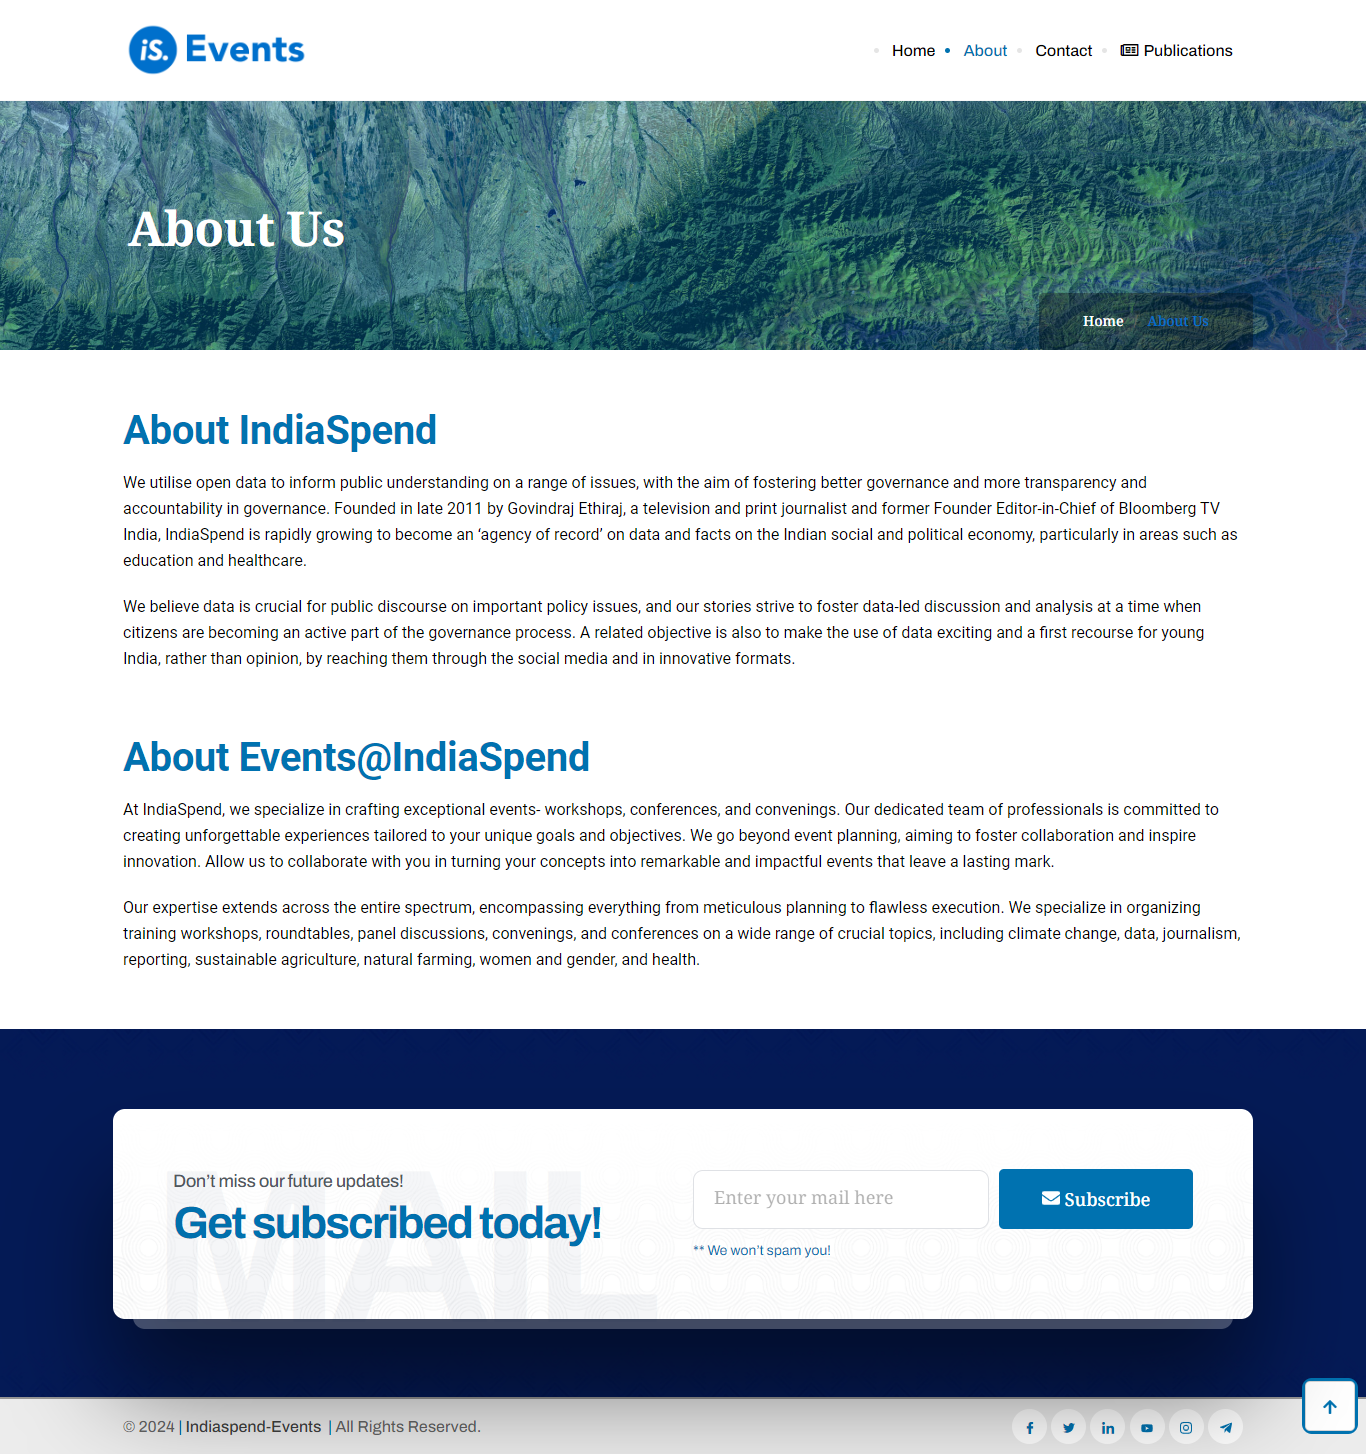 iS. Events
Home About Contact Publications
About Us
Home About Us
About IndiaSpend
We utilise open data to inform public understanding on a range of issues, with the aim of fostering better governance and more transparency and
accountability in governance. Founded in late 2011 by Govindraj Ethiraj, a television and print journalist and former Founder Editor-in-Chief of Bloomberg TV
India, IndiaSpend is rapidly growing to become an ‘agency of record’ on data and facts on the Indian social and political economy, particularly in areas such as
education and healthcare.
We believe data is crucial for public discourse on important policy issues, and our stories strive to foster data-led discussion and analysis at a time when
citizens are becoming an active part of the governance process. A related objective is also to make the use of data exciting and a first recourse for young
India, rather than opinion, by reaching them through the social media and in innovative formats.
About Events@IndiaSpend
At IndiaSpend, we specialize in crafting exceptional events- workshops, conferences, and convenings. Our dedicated team of professionals is committed to
creating unforgettable experiences tailored to your unique goals and objectives. We go beyond event planning, aiming to foster collaboration and inspire
innovation. Allow us to collaborate with you in turning your concepts into remarkable and impactful events that leave a lasting mark.
Our expertise extends across the entire spectrum, encompassing everything from meticulous planning to flawless execution. We specialize in organizing
training workshops, roundtables, panel discussions, convenings, and conferences on a wide range of crucial topics, including climate change, data, journalism,
reporting, sustainable agriculture, natural farming, women and gender, and health.
MAIL
Don’t miss our future updates!
Get subscribed today!
Enter your mail here
Subscribe
** We won’t spam you!
© 2024 | Indiaspend-Events | All Rights Reserved.